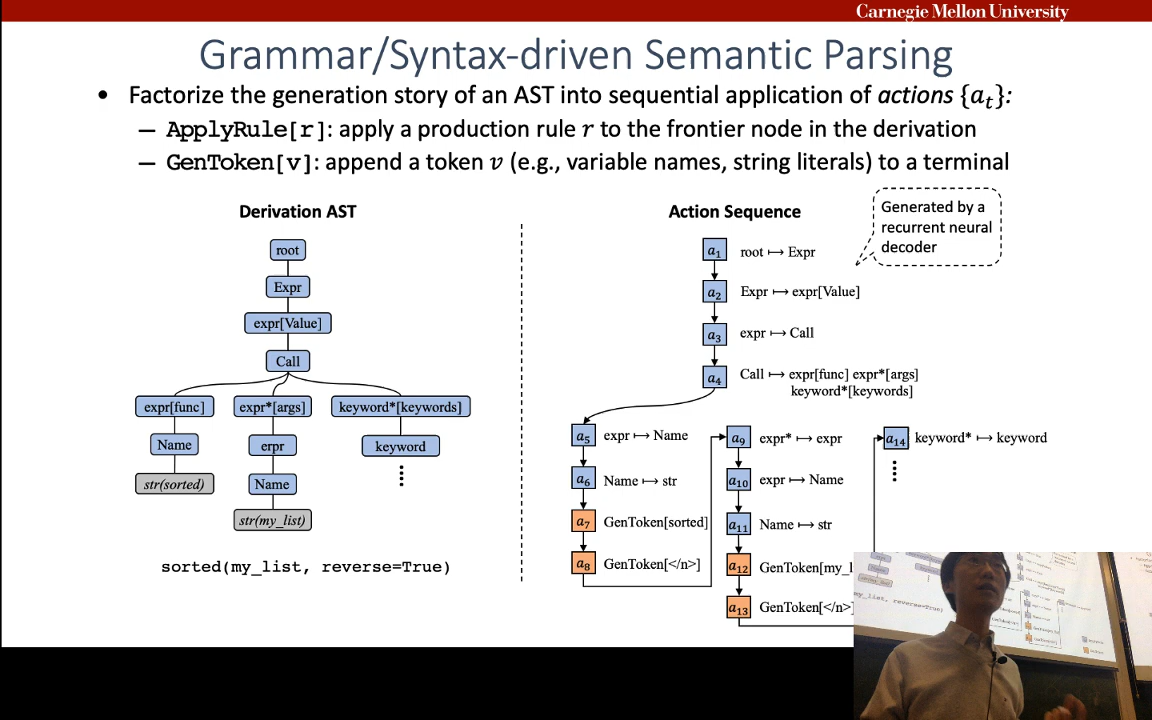 Carnegie Mellon University
Grammar/Syntax-driven Semantic Parsing
• Factorize the generation story of an AST into sequential application of actions {aₜ}:
— ApplyRule[r]: apply a production rule r to the frontier node in the derivation
— GenToken[v]: append a token v (e.g., variable names, string literals) to a terminal
Derivation AST
root
Expr
expr[Value]
Call
expr[func] expr*[args] keyword*[keywords]
Name erpr keyword
str(sorted) Name
str(my_list)
sorted(my_list, reverse=True)
Action Sequence
Generated by a
recurrent neural
decoder
a₁ root ↦ Expr
a₂ Expr ↦ expr[Value]
a₃ expr ↦ Call
a₄ Call ↦ expr[func] expr*[args]
keyword*[keywords]
a₅ expr ↦ Name
a₆ Name ↦ str
a₇ GenToken[sorted]
a₈ GenToken[</n>]
a₉ expr* ↦ expr
a₁₀ expr ↦ Name
a₁₁ Name ↦ str
a₁₂ GenToken[my_l
a₁₃ GenToken[</n>]
a₁₄ keyword* ↦ keyword
my_list, reverse=True)